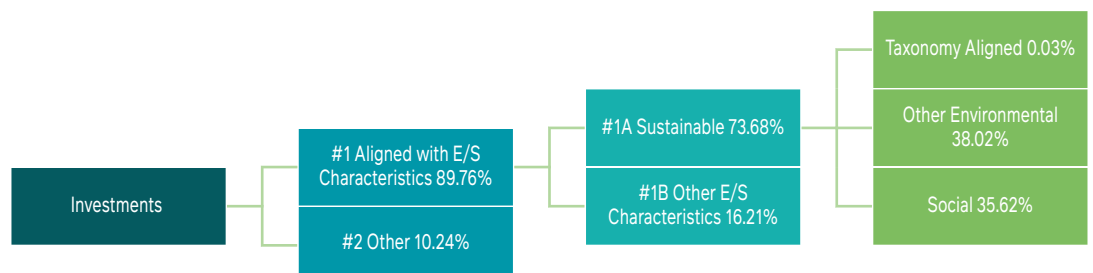 Investments
#1 Aligned with E/S
Characteristics 89.76%
#2 Other 10.24%
#1A Sustainable 73.68%
#1B Other E/S
Characteristics 16.21%
Taxonomy Aligned 0.03%
Other Environmental
38.02%
Social 35.62%